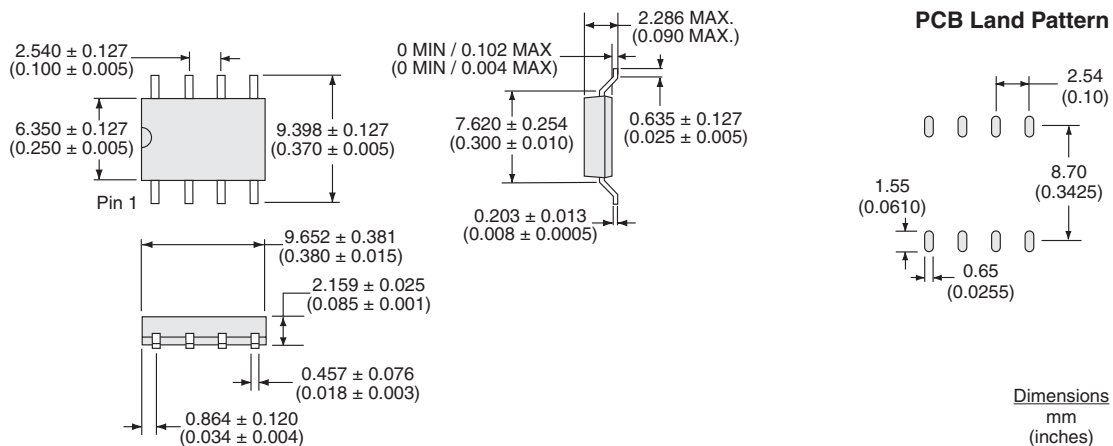 2.540 ± 0.127
(0.100 ± 0.005)
6.350 ± 0.127
(0.250 ± 0.005)
9.398 ± 0.127
(0.370 ± 0.005)
Pin 1
9.652 ± 0.381
(0.380 ± 0.015)
2.159 ± 0.025
(0.085 ± 0.001)
0.457 ± 0.076
(0.018 ± 0.003)
0.864 ± 0.120
(0.034 ± 0.004)
2.286 MAX.
(0.090 MAX.)
0 MIN / 0.102 MAX
(0 MIN / 0.004 MAX)
7.620 ± 0.254
(0.300 ± 0.010)
0.635 ± 0.127
(0.025 ± 0.005)
0.203 ± 0.013
(0.008 ± 0.0005)
PCB Land Pattern
2.54
(0.10)
8.70
(0.3425)
1.55
(0.0610)
0.65
(0.0255)
Dimensions
mm
(inches)